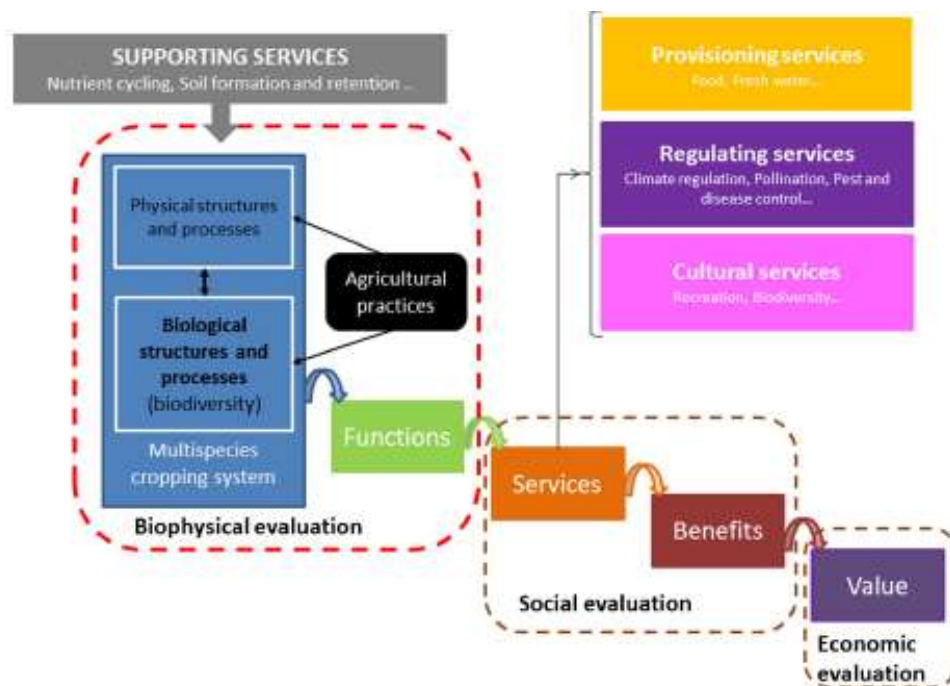 SUPPORTING SERVICES
Nutrient cycling, Soil formation and retention ...
Physical structures
and processes
Biological
structures and
processes
(biodiversity)
Multispecies
cropping system
Agricultural
practices
Functions
Biophysical evaluation
Provisioning services
Food, Fresh water...
Regulating services
Climate regulation, Pollination, Pest and
disease control...
Cultural services
Recreation, Biodiversity...
Services
Benefits
Social evaluation
Value
Economic
evaluation